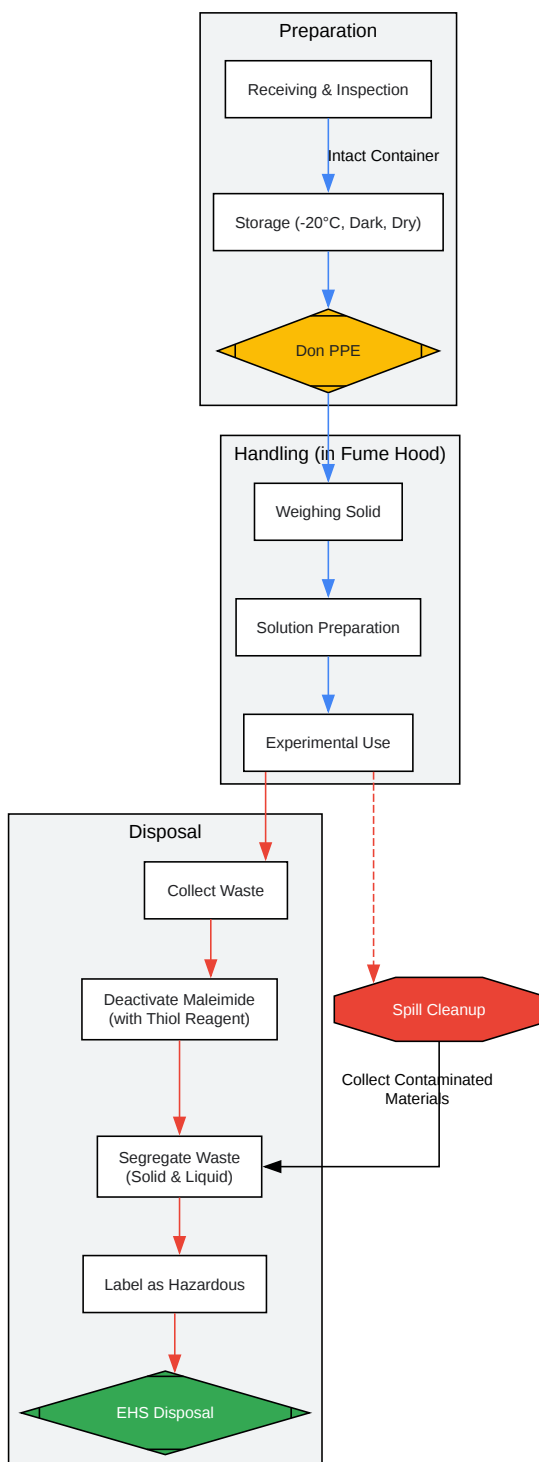 Preparation
Receiving & Inspection
Intact Container
Storage (-20°C, Dark, Dry)
Don PPE
Handling (in Fume Hood)
Weighing Solid
Solution Preparation
Experimental Use
Disposal
Collect Waste
Deactivate Maleimide
(with Thiol Reagent)
Spill Cleanup
Collect Contaminated
Materials
Segregate Waste
(Solid & Liquid)
Label as Hazardous
EHS Disposal